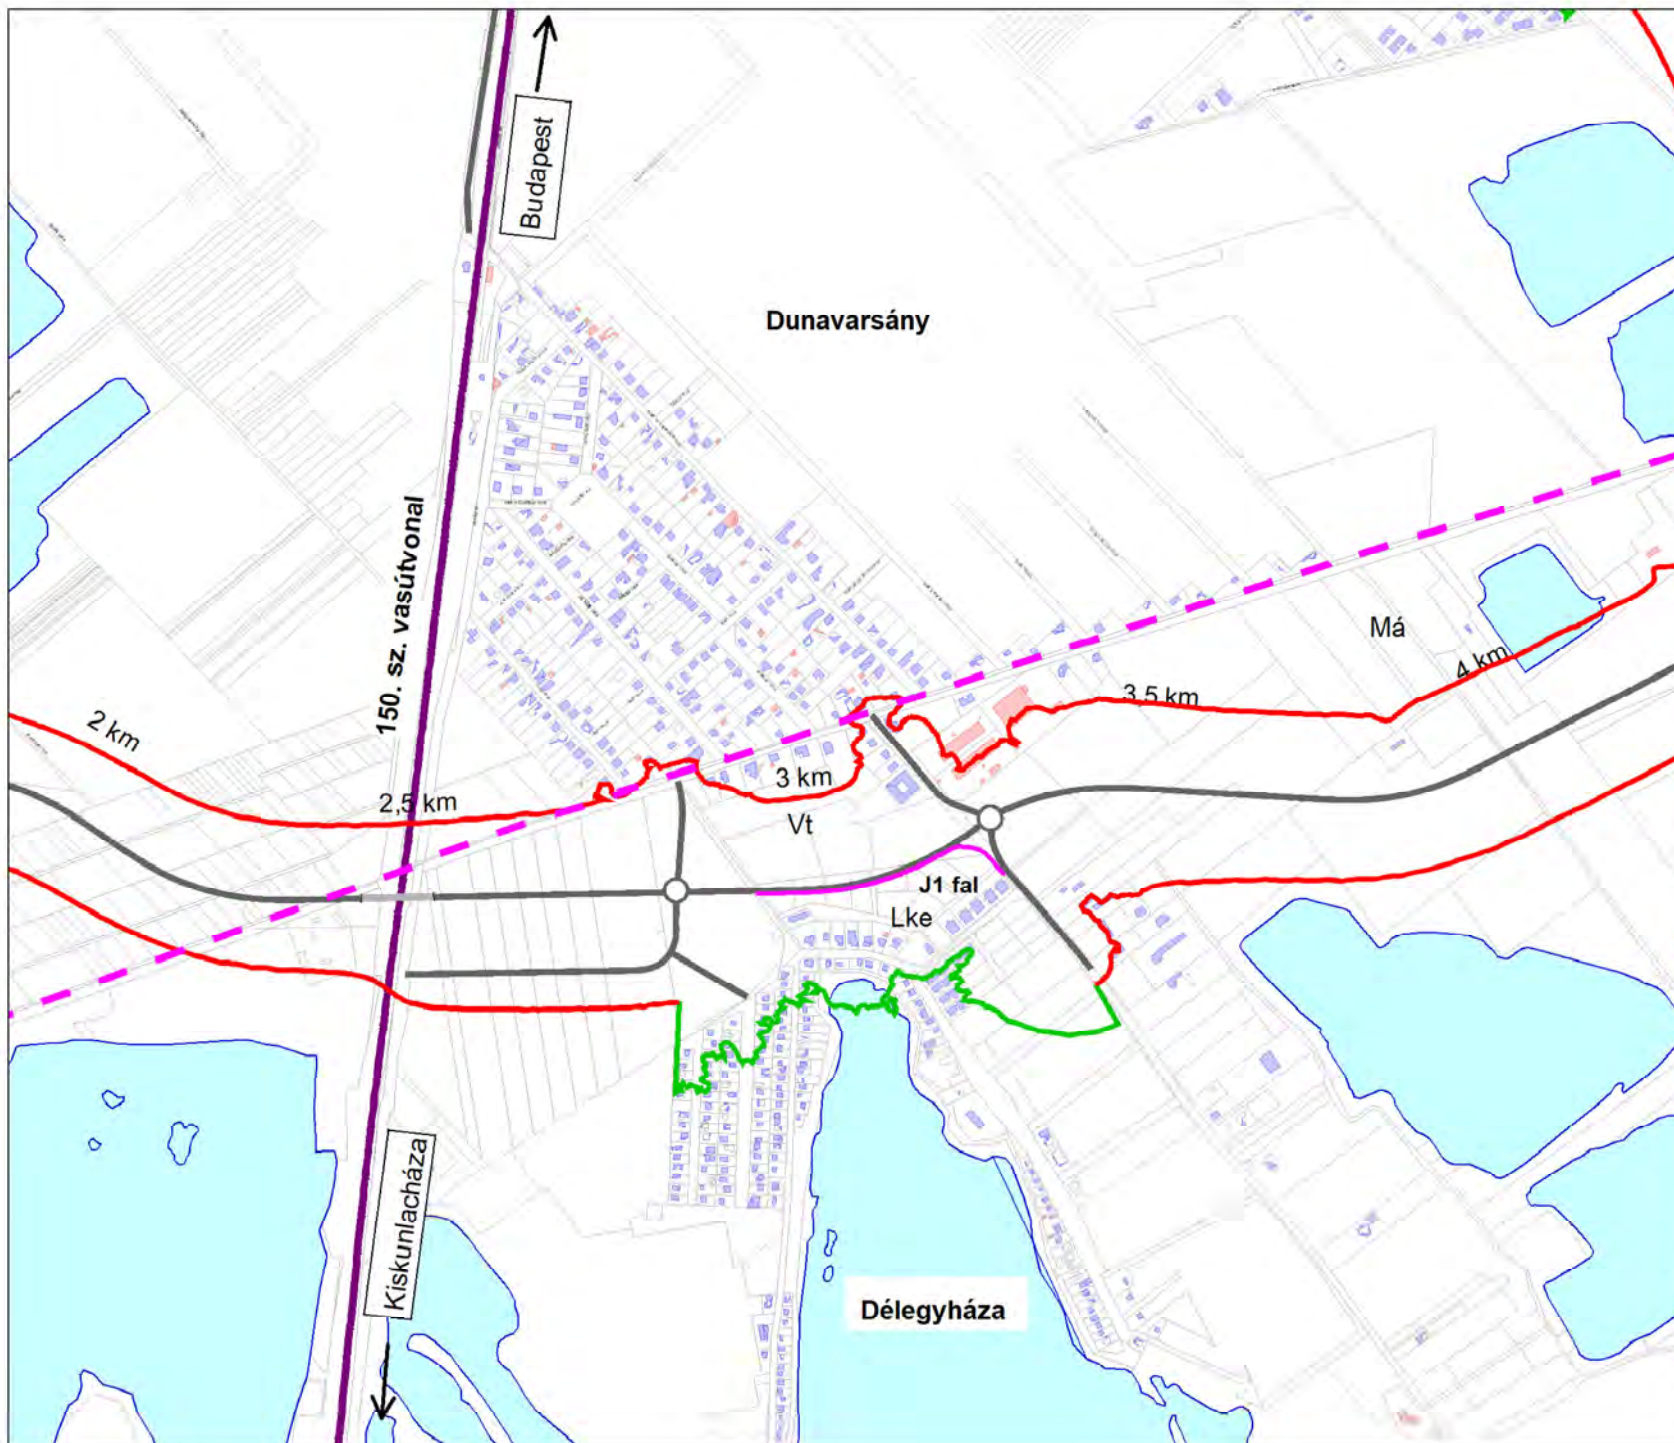 Budapest
Dunavarsány
150. sz. vasútvonal
Má
4 km
3,5 km
2 km
3 km
2,5 km
Vt
J1 fal
Lke
Kiskunlacháza
Délegyháza